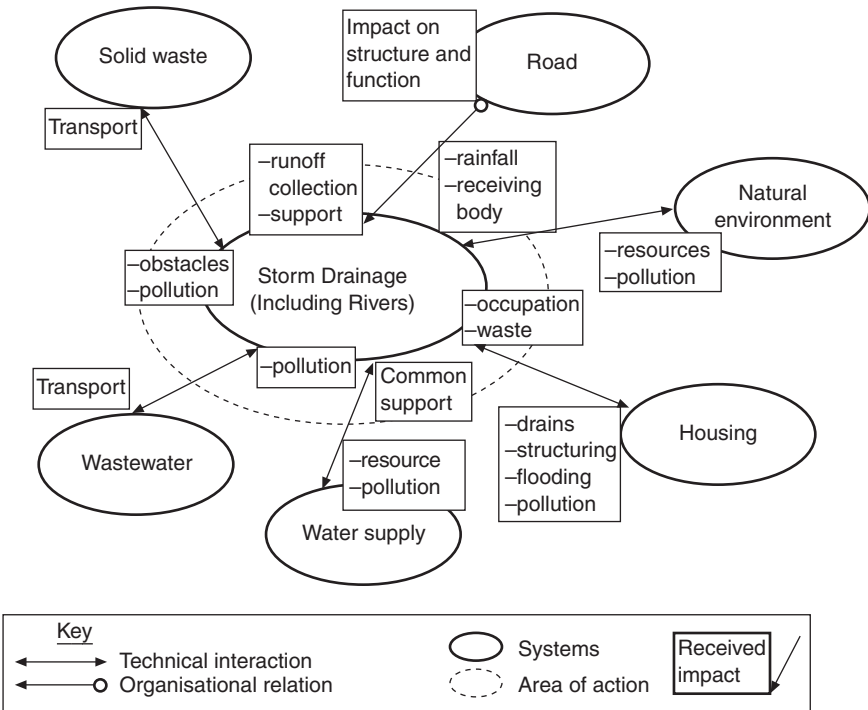 Solid waste
Impact on
structure and
function
Road
Transport
–runoff
collection
–support
–rainfall
–receiving
body
Natural
environment
–resources
–pollution
–obstacles
–pollution
Storm Drainage
(Including Rivers)
–occupation
–waste
–pollution
Common
support
Transport
Wastewater
–resource
–pollution
Water supply
–drains
–structuring
–flooding
–pollution
Housing
Key
Technical interaction
Organisational relation
Systems
Area of action
Received
impact